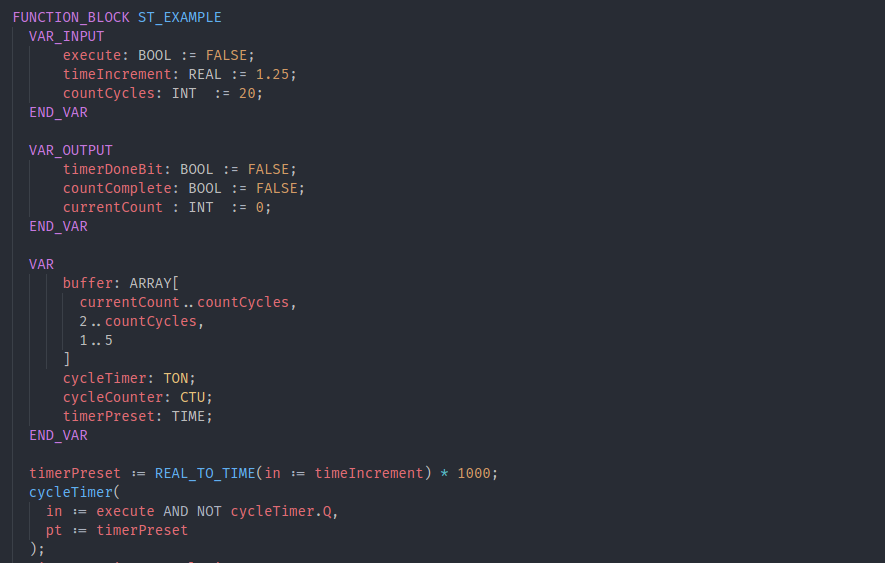 FUNCTION_BLOCK ST_EXAMPLE
VAR_INPUT
execute: BOOL := FALSE;
timeIncrement: REAL := 1.25;
countCycles: INT  := 20;
END_VAR
VAR_OUTPUT
timerDoneBit: BOOL := FALSE;
countComplete: BOOL := FALSE;
currentCount : INT  := 0;
END_VAR
VAR
buffer: ARRAY[
currentCount..countCycles,
2..countCycles,
1..5
]
cycleTimer: TON;
cycleCounter: CTU;
timerPreset: TIME;
END_VAR
timerPreset := REAL_TO_TIME(in := timeIncrement) * 1000;
cycleTimer(
in := execute AND NOT cycleTimer.Q,
pt := timerPreset
);